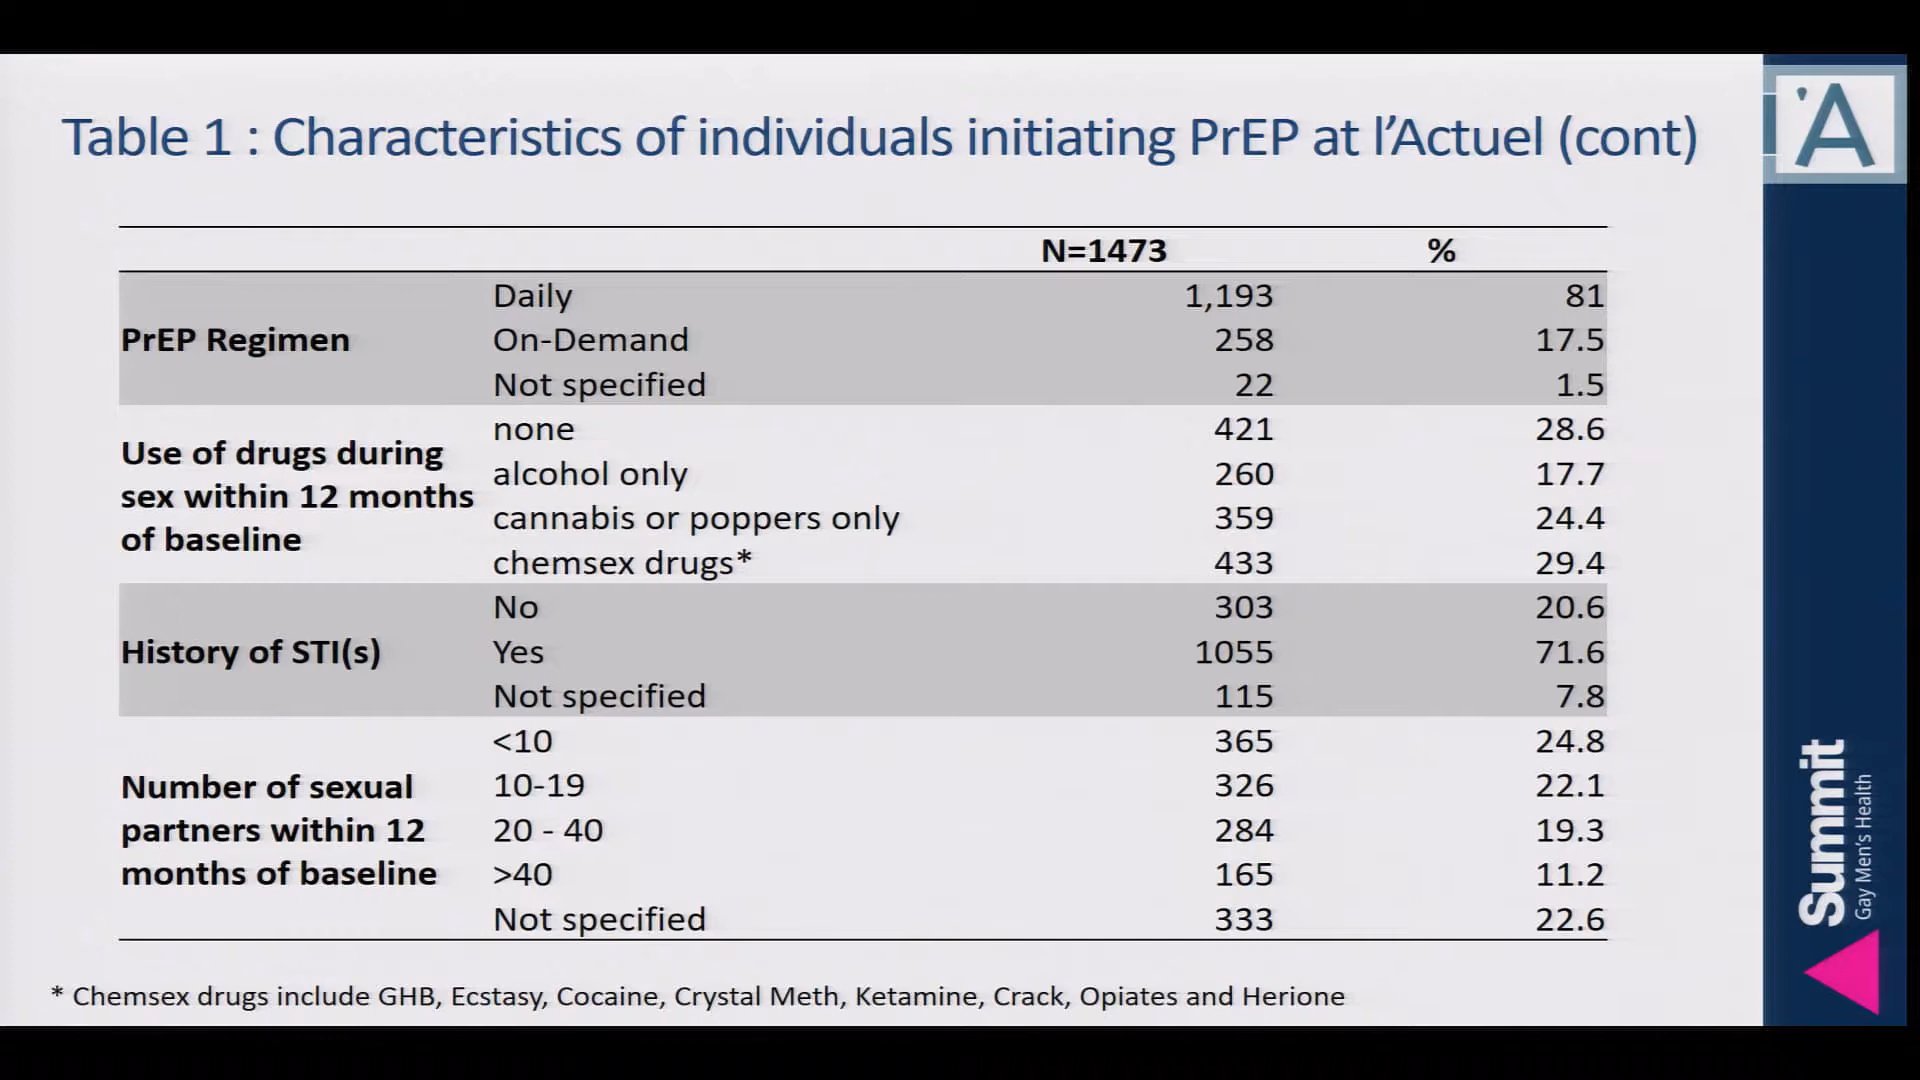 Table 1 : Characteristics of individuals initiating PrEP at l'Actuel (cont)
'A
N=1473 %
PrEP Regimen
Daily 1,193 81
On-Demand 258 17.5
Not specified 22 1.5
Use of drugs during
sex within 12 months
of baseline
none 421 28.6
alcohol only 260 17.7
cannabis or poppers only 359 24.4
chemsex drugs* 433 29.4
History of STI(s)
No 303 20.6
Yes 1055 71.6
Not specified 115 7.8
Number of sexual
partners within 12
months of baseline
<10 365 24.8
10-19 326 22.1
20 - 40 284 19.3
>40 165 11.2
Not specified 333 22.6
* Chemsex drugs include GHB, Ecstasy, Cocaine, Crystal Meth, Ketamine, Crack, Opiates and Herione
Summit
Gay Men's Health